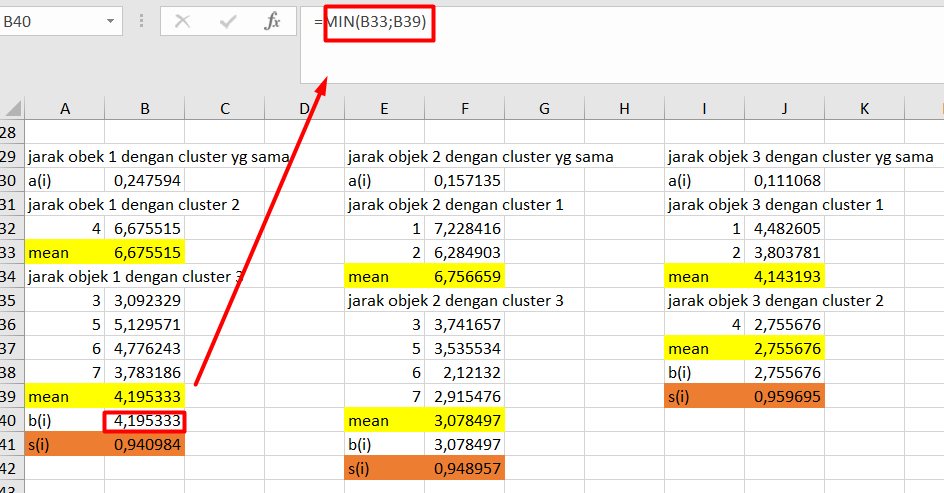 B40 fx =MIN(B33;B39)
A B C D E F G H I J K
28
29 jarak obek 1 dengan cluster yg sama jarak objek 2 dengan cluster yg sama jarak objek 3 dengan cluster yg sama
30 a(i) 0,247594 a(i) 0,157135 a(i) 0,111068
31 jarak obek 1 dengan cluster 2 jarak objek 2 dengan cluster 1 jarak objek 3 dengan cluster 1
32 4 6,675515 1 7,228416 1 4,482605
33 mean 6,675515 2 6,284903 2 3,803781
34 jarak objek 1 dengan cluster 3 mean 6,756659 mean 4,143193
35 3 3,092329 jarak objek 2 dengan cluster 3 jarak objek 3 dengan cluster 2
36 5 5,129571 3 3,741657 4 2,755676
37 6 4,776243 5 3,535534 mean 2,755676
38 7 3,783186 6 2,12132 b(i) 2,755676
39 mean 4,195333 7 2,915476 s(i) 0,959695
40 b(i) 4,195333 mean 3,078497
41 s(i) 0,940984 b(i) 3,078497
42 s(i) 0,948957
43